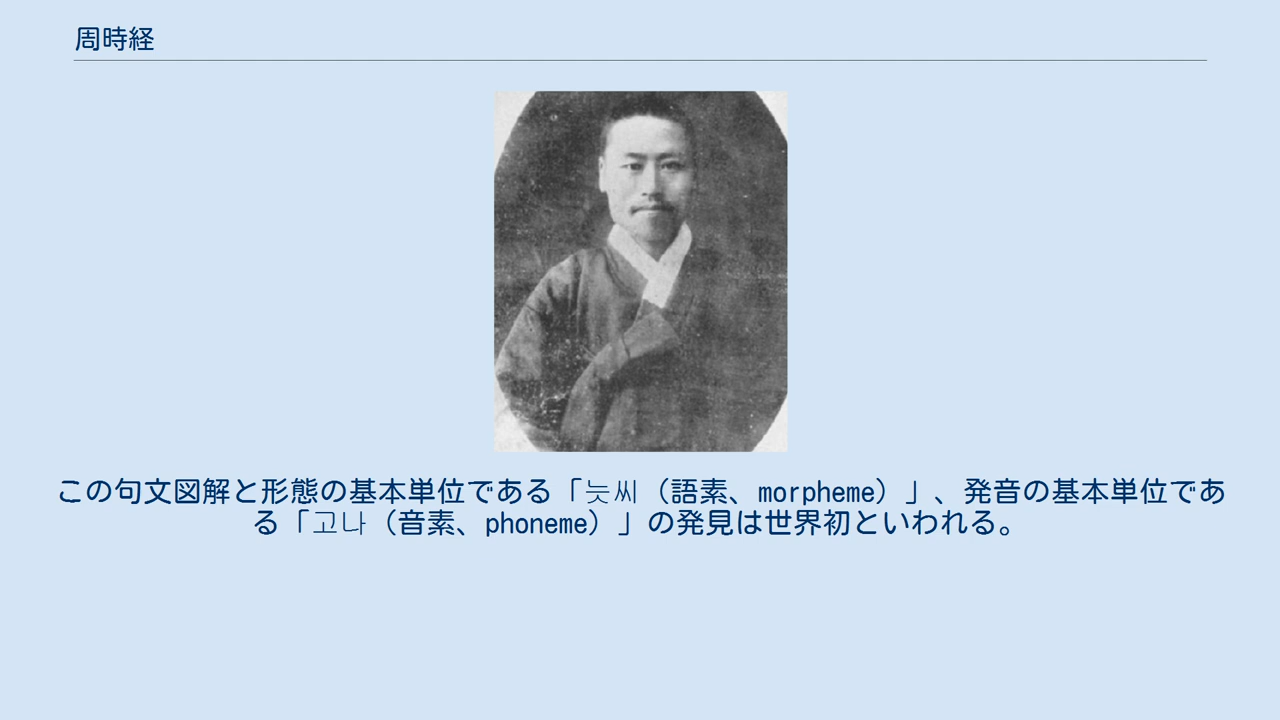 周時経
この句文図解と形態の基本単位である「늣씨（語素、morpheme）」、発音の基本単位であ
る「고나（音素、phoneme）」の発見は世界初といわれる。